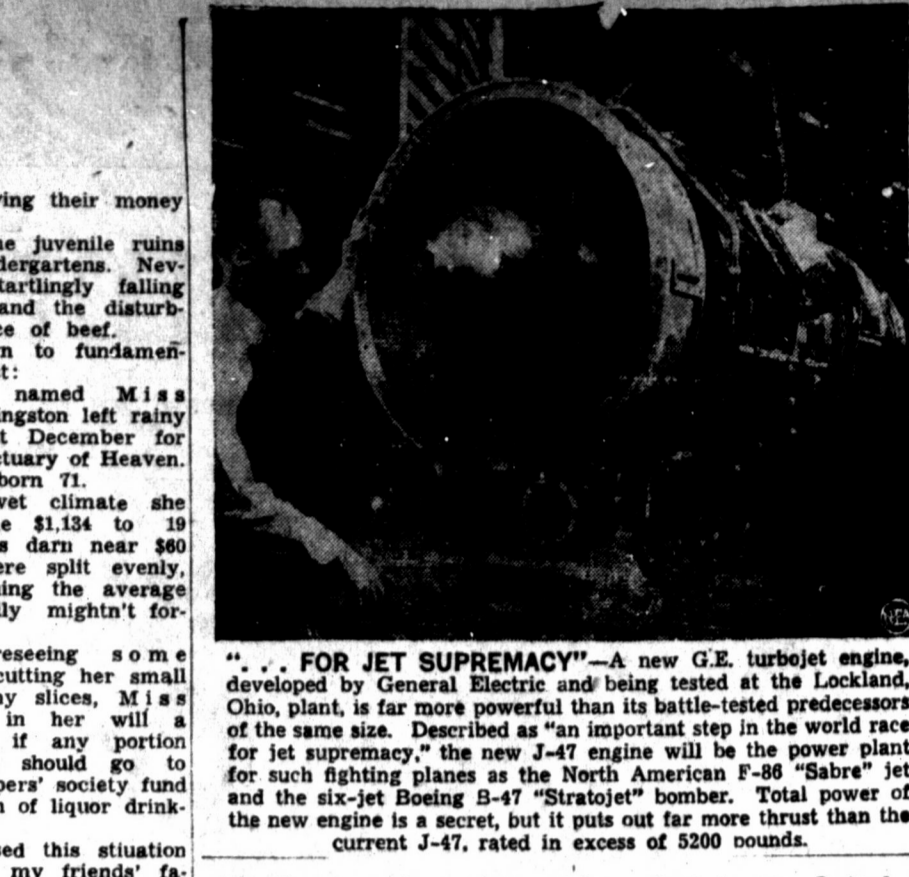 ving their money
he juvenile ruins
dergartens. Nev-
tartlingly falling
and the disturb-
ce of beef.
n to fundamen-
t:
named Miss
ingston left rainy
t December for
ctuary of Heaven.
born 71.
wet climate she
e $1,134 to 19
s darn near $60
ere split evenly,
ing the average
lly mightn't for-
reseeing some
cutting her small
ny slices, Miss
in her will a
if any portion
should go to
pers' society fund
n of liquor drink-
sed this stiuation
my friends' fa-
NEA
". . . FOR JET SUPREMACY"—A new G.E. turbojet engine,
developed by General Electric and being tested at the Lockland,
Ohio, plant, is far more powerful than its battle-tested predecessors
of the same size. Described as "an important step in the world race
for jet supremacy," the new J-47 engine will be the power plant
for such fighting planes as the North American F-86 "Sabre" jet
and the six-jet Boeing B-47 "Stratojet" bomber. Total power of
the new engine is a secret, but it puts out far more thrust than the
current J-47, rated in excess of 5200 pounds.